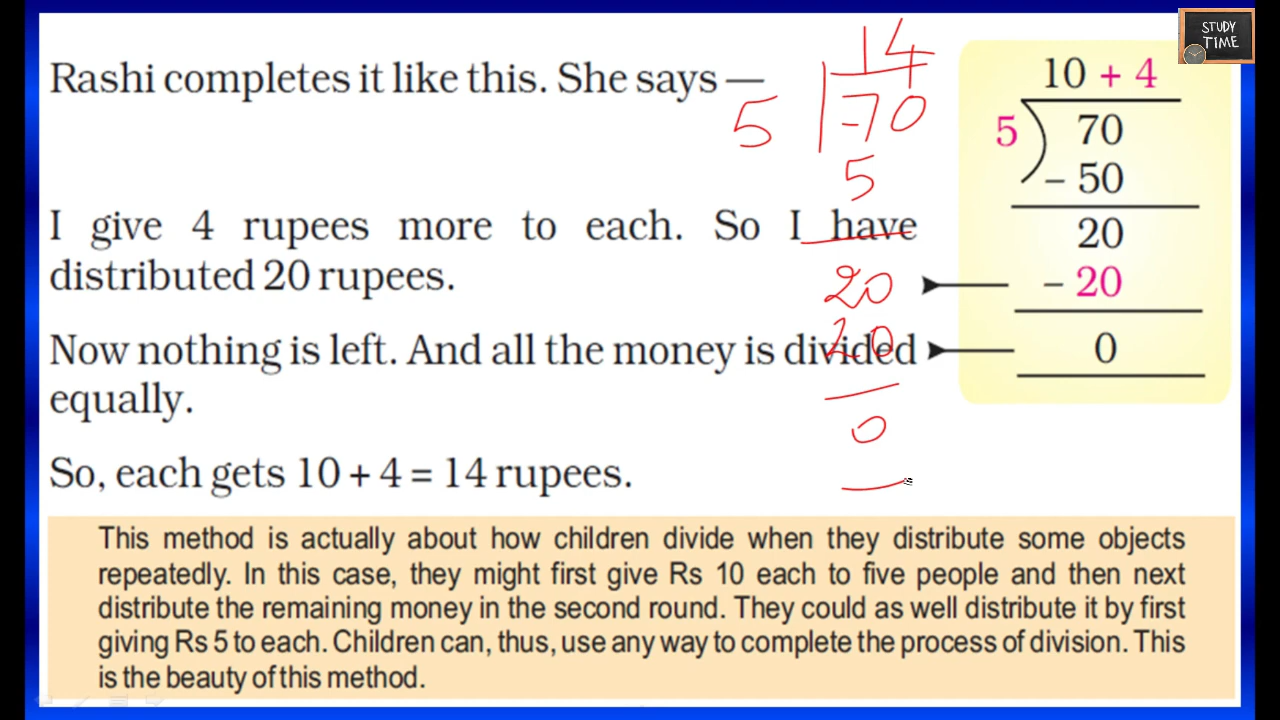 STUDY
TIME
Rashi completes it like this. She says —
I give 4 rupees more to each. So I have
distributed 20 rupees.
Now nothing is left. And all the money is divided
equally.
So, each gets 10 + 4 = 14 rupees.
14
5 70
5
20
20
0
10 + 4
5 70
– 50
20
– 20
0
This method is actually about how children divide when they distribute some objects
repeatedly. In this case, they might first give Rs 10 each to five people and then next
distribute the remaining money in the second round. They could as well distribute it by first
giving Rs 5 to each. Children can, thus, use any way to complete the process of division. This
is the beauty of this method.